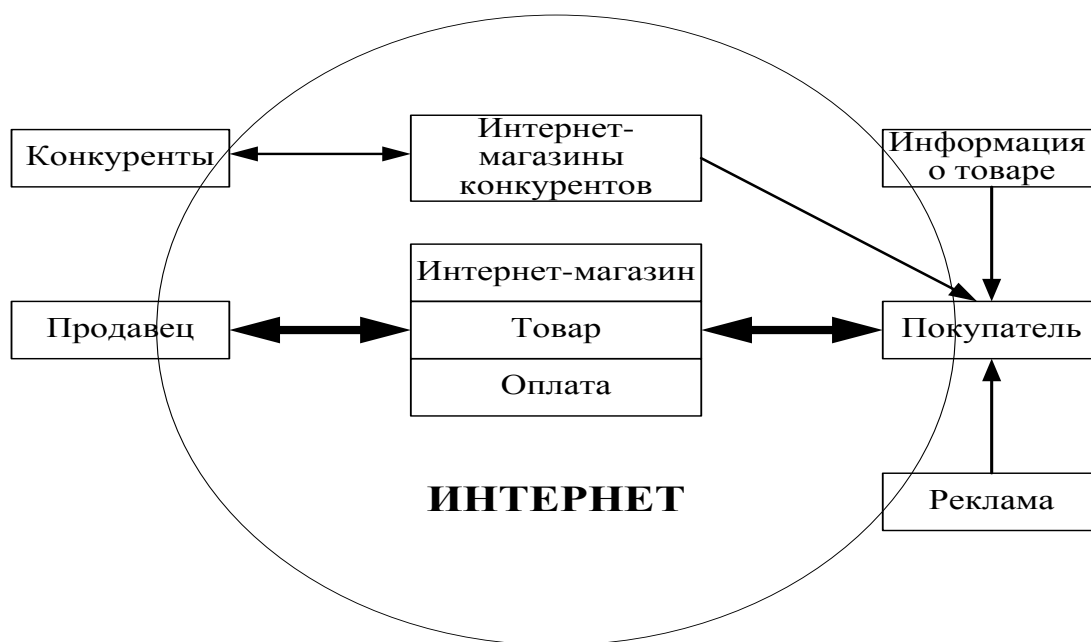 Конкуренты
Интернет-
магазины
конкурентов
Информация
о товаре
Интернет-магазин
Продавец
Товар
Покупатель
Оплата
ИНТЕРНЕТ
Реклама